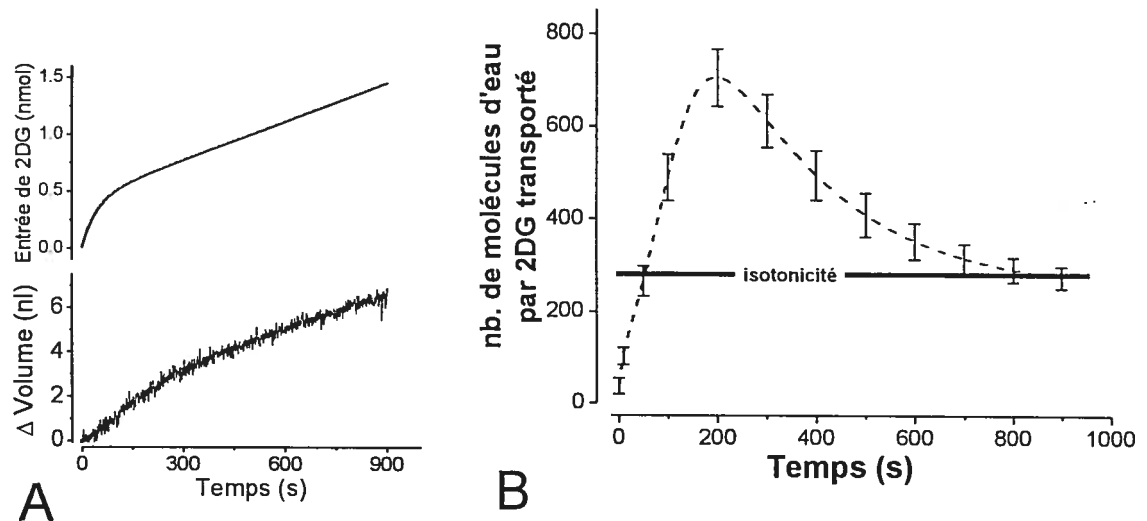 Entrée de 2DG (nmol)
1.5
1.0
0.5
0.0
Δ Volume (nl)
6
4
2
0
0 300 600 900
Temps (s)
A
nb. de molécules d'eau
par 2DG transporté
800
600
400
200
0
isotonicité
0 200 400 600 800 1000
Temps (s)
B